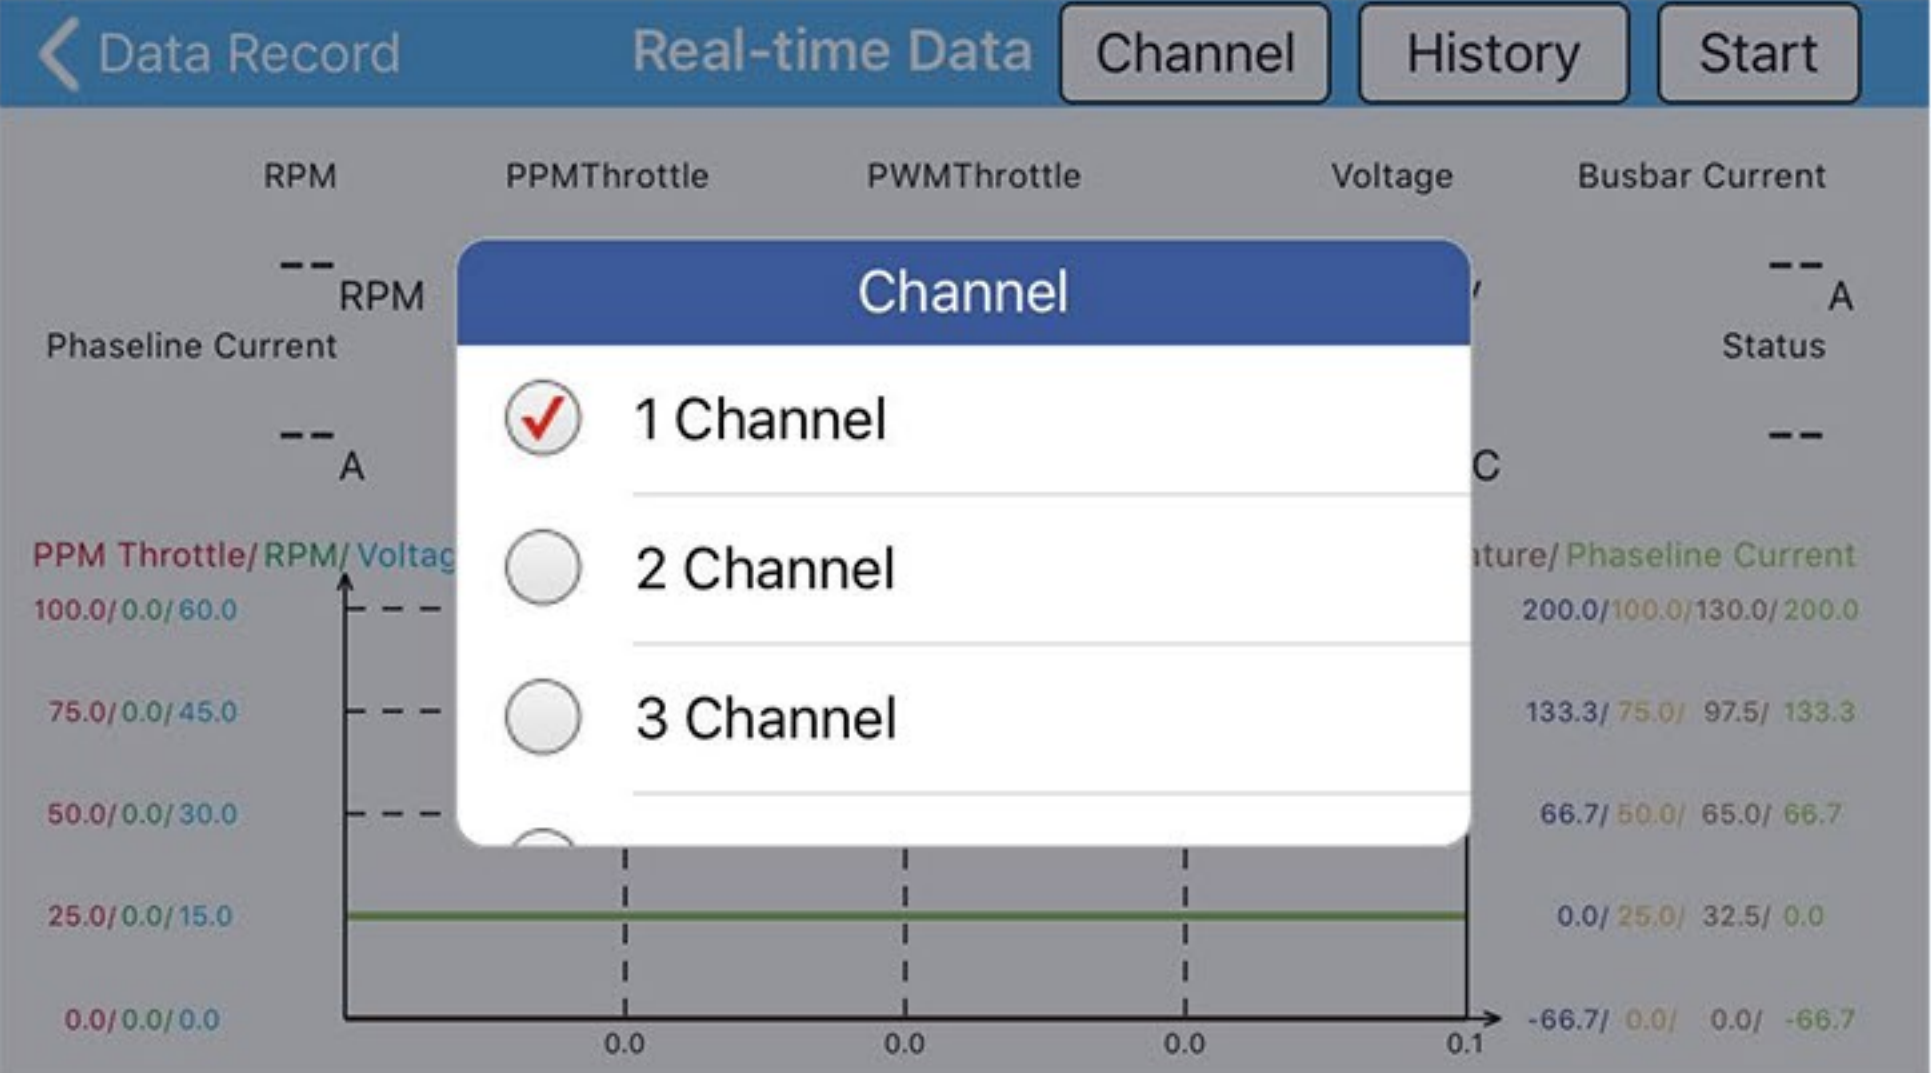 Data Record Real-time Data Channel History Start
RPM PPMThrottle PWMThrottle Voltage Busbar Current
-- RPM -- A
Phaseline Current Status
-- A C --
Channel
1 Channel
2 Channel
3 Channel
PPM Throttle/ RPM/ Phaseline Current
100.0/ 0.0/ 60.0 200.0/ 100.0/ 130.0/ 200.0
75.0/ 0.0/ 45.0 133.3/ 75.0/ 97.5/ 133.3
50.0/ 0.0/ 30.0 66.7/ 50.0/ 65.0/ 66.7
25.0/ 0.0/ 15.0 0.0/ 25.0/ 32.5/ 0.0
0.0/ 0.0/ 0.0 -66.7/ 0.0/ 0.0/ -66.7
0.0 0.0 0.0 0.1